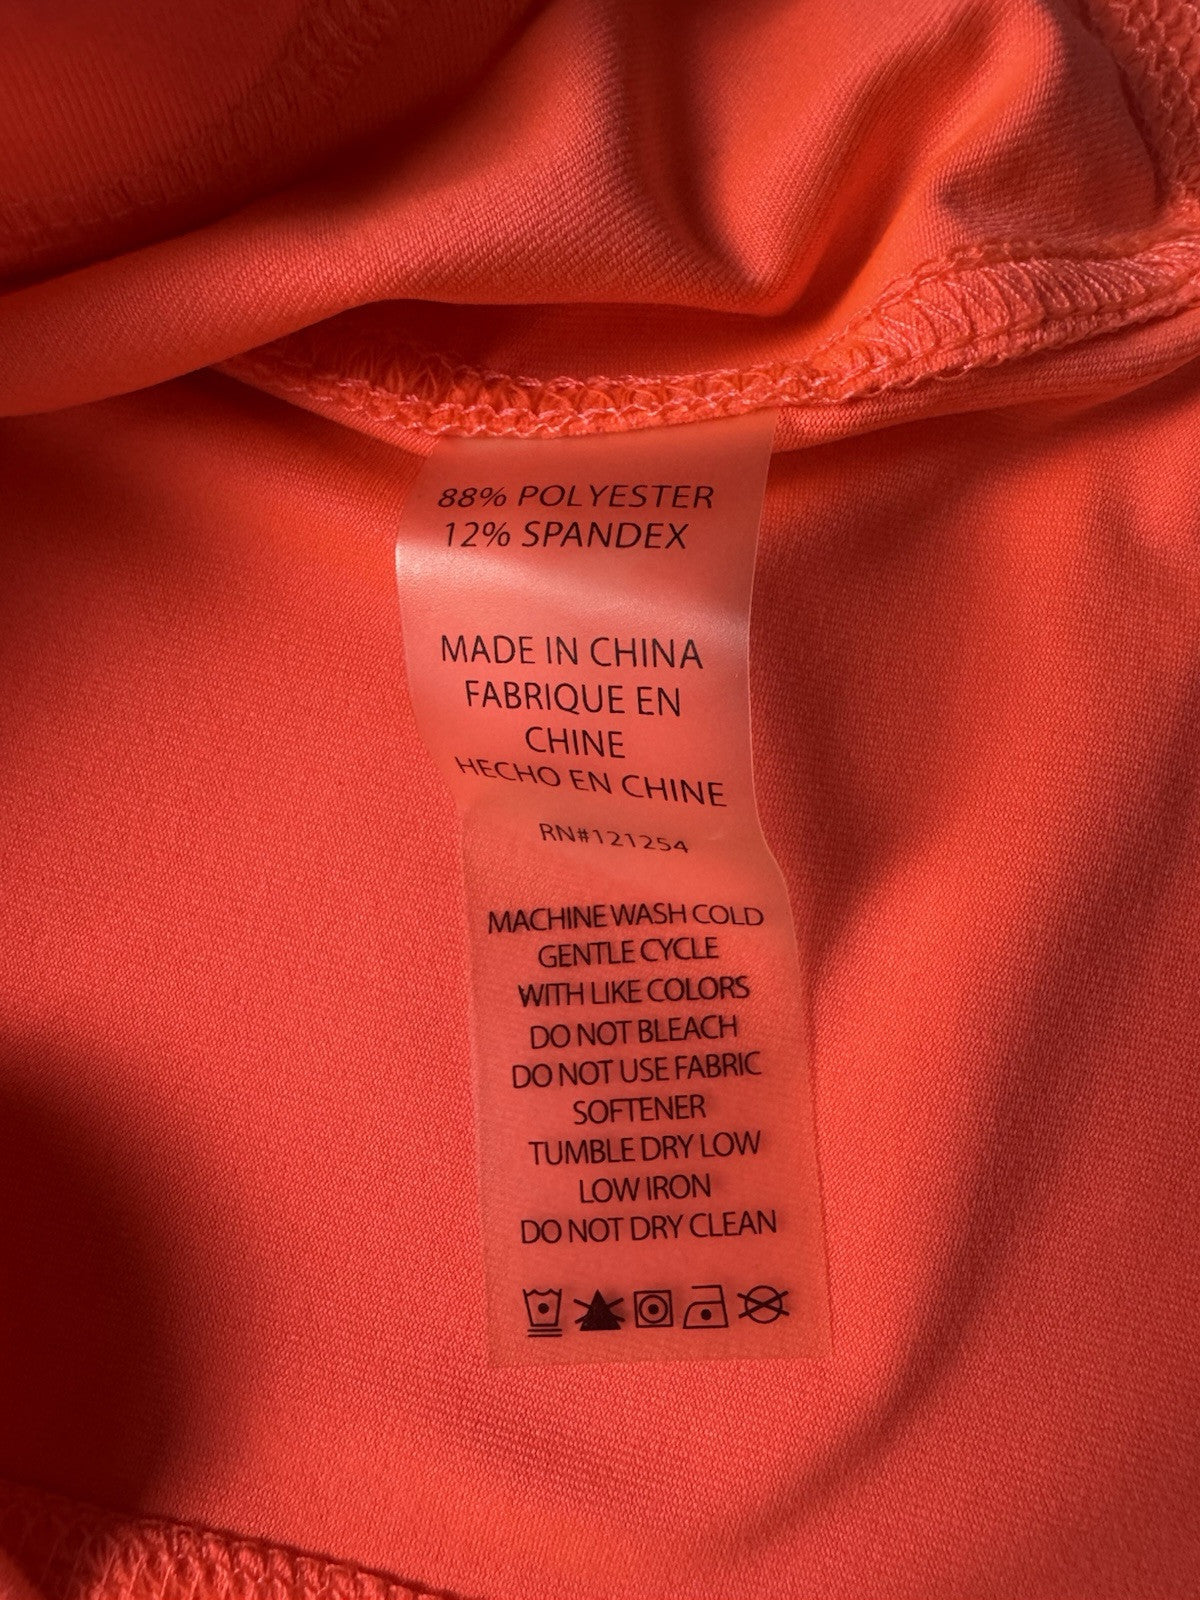 88% POLYESTER
12% SPANDEX
MADE IN CHINA
FABRIQUE EN
CHINE
HECHO EN CHINE
RN#121254
MACHINE WASH COLD
GENTLE CYCLE
WITH LIKE COLORS
DO NOT BLEACH
DO NOT USE FABRIC
SOFTENER
TUMBLE DRY LOW
LOW IRON
DO NOT DRY CLEAN